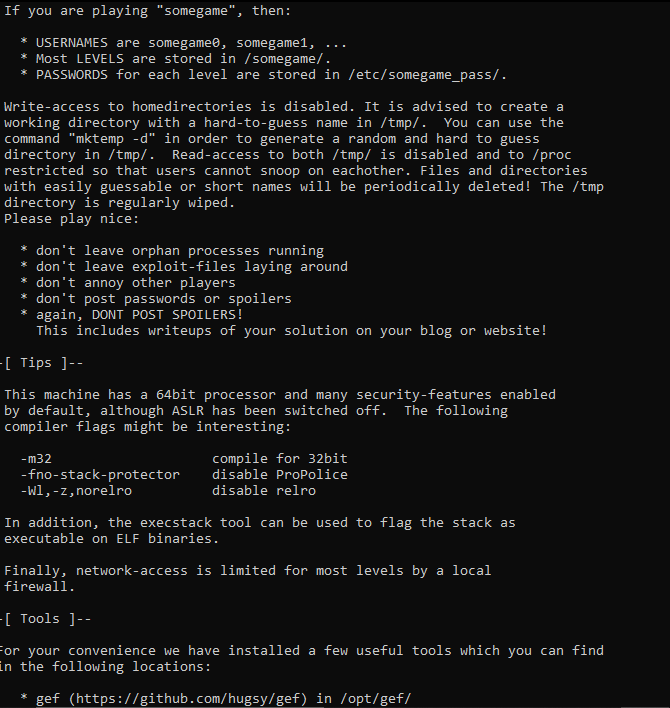 If you are playing "somegame", then:
* USERNAMES are somegame0, somegame1, ...
* Most LEVELS are stored in /somegame/.
* PASSWORDS for each level are stored in /etc/somegame_pass/.
Write-access to homedirectories is disabled. It is advised to create a
working directory with a hard-to-guess name in /tmp/.  You can use the
command "mktemp -d" in order to generate a random and hard to guess
directory in /tmp/.  Read-access to both /tmp/ is disabled and to /proc
restricted so that users cannot snoop on eachother. Files and directories
with easily guessable or short names will be periodically deleted! The /tmp
directory is regularly wiped.
Please play nice:
* don't leave orphan processes running
* don't leave exploit-files laying around
* don't annoy other players
* don't post passwords or spoilers
* again, DONT POST SPOILERS!
This includes writeups of your solution on your blog or website!
-[ Tips ]--
This machine has a 64bit processor and many security-features enabled
by default, although ASLR has been switched off.  The following
compiler flags might be interesting:
-m32                    compile for 32bit
-fno-stack-protector    disable ProPolice
-Wl,-z,norelro          disable relro
In addition, the execstack tool can be used to flag the stack as
executable on ELF binaries.
Finally, network-access is limited for most levels by a local
firewall.
-[ Tools ]--
For your convenience we have installed a few useful tools which you can find
in the following locations:
* gef (https://github.com/hugsy/gef) in /opt/gef/